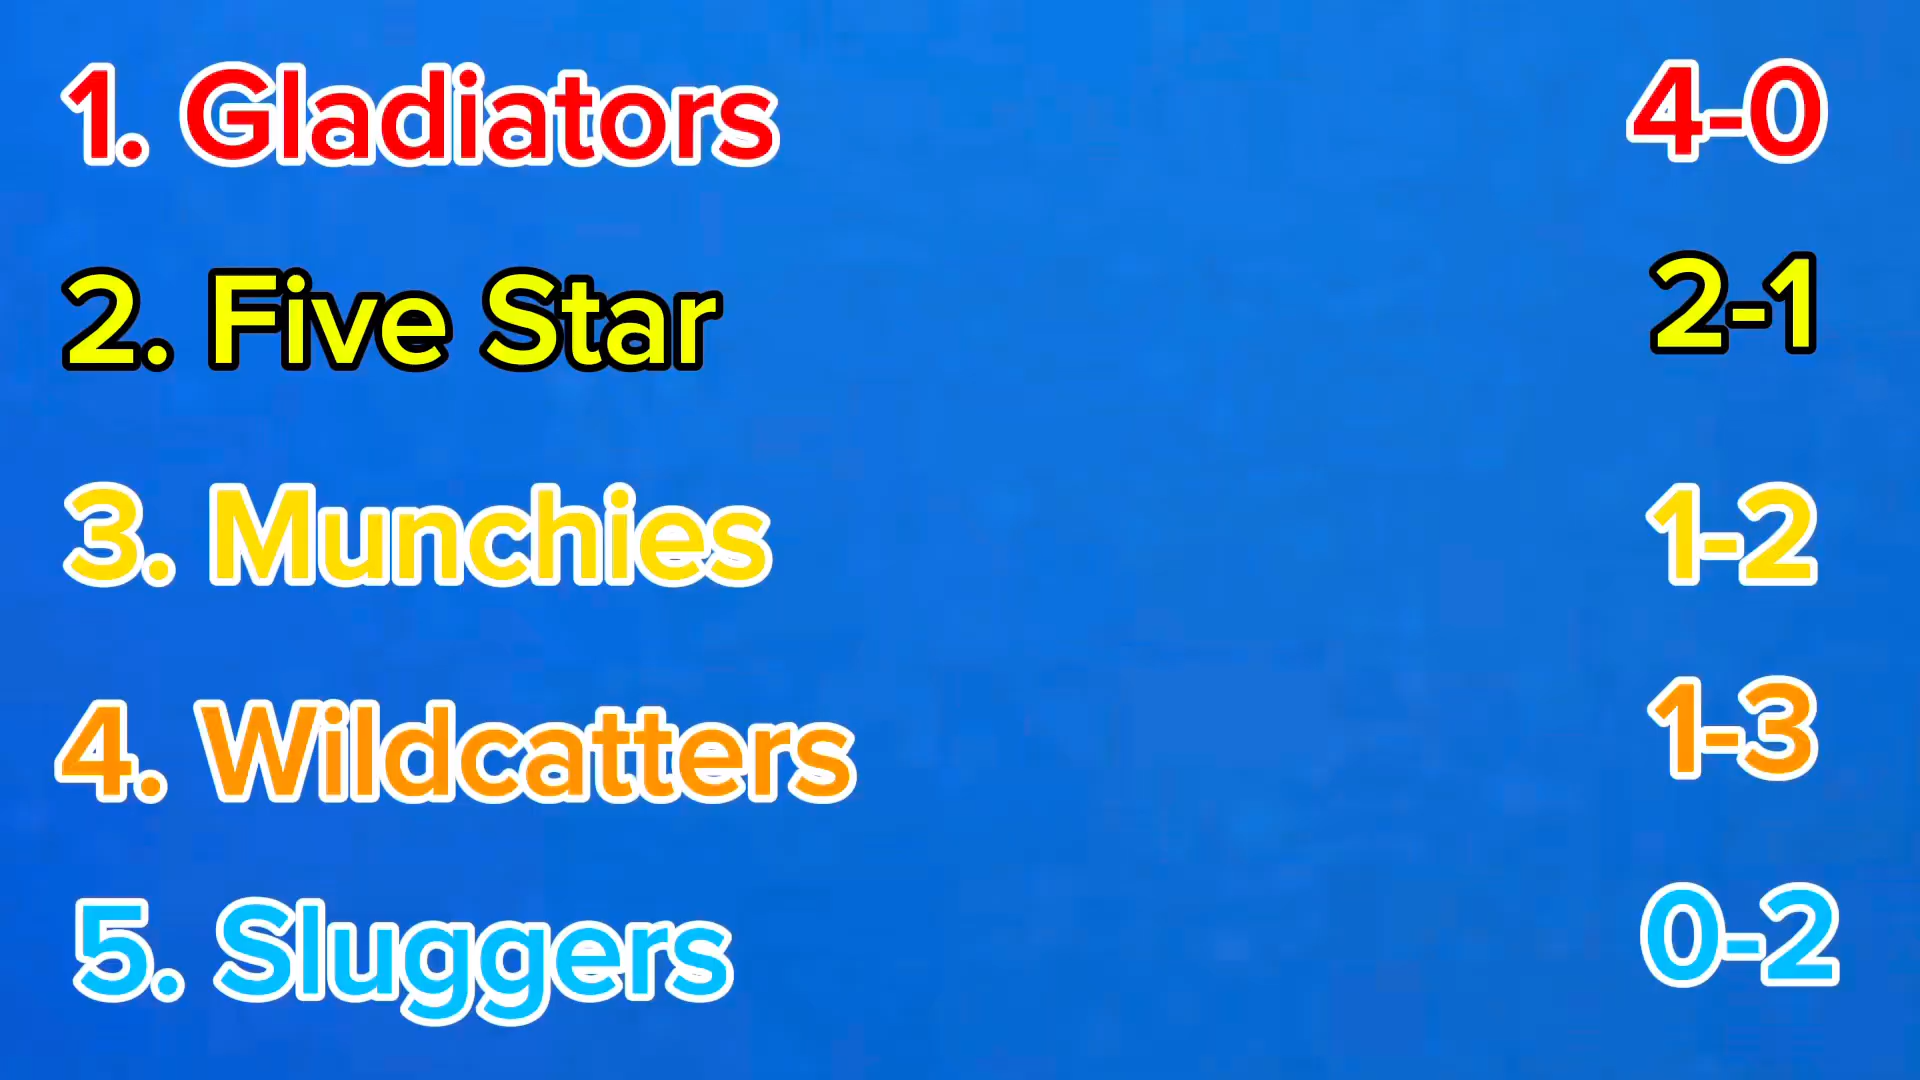 1. Gladiators 4-0
2. Five Star 2-1
3. Munchies 1-2
4. Wildcatters 1-3
5. Sluggers 0-2